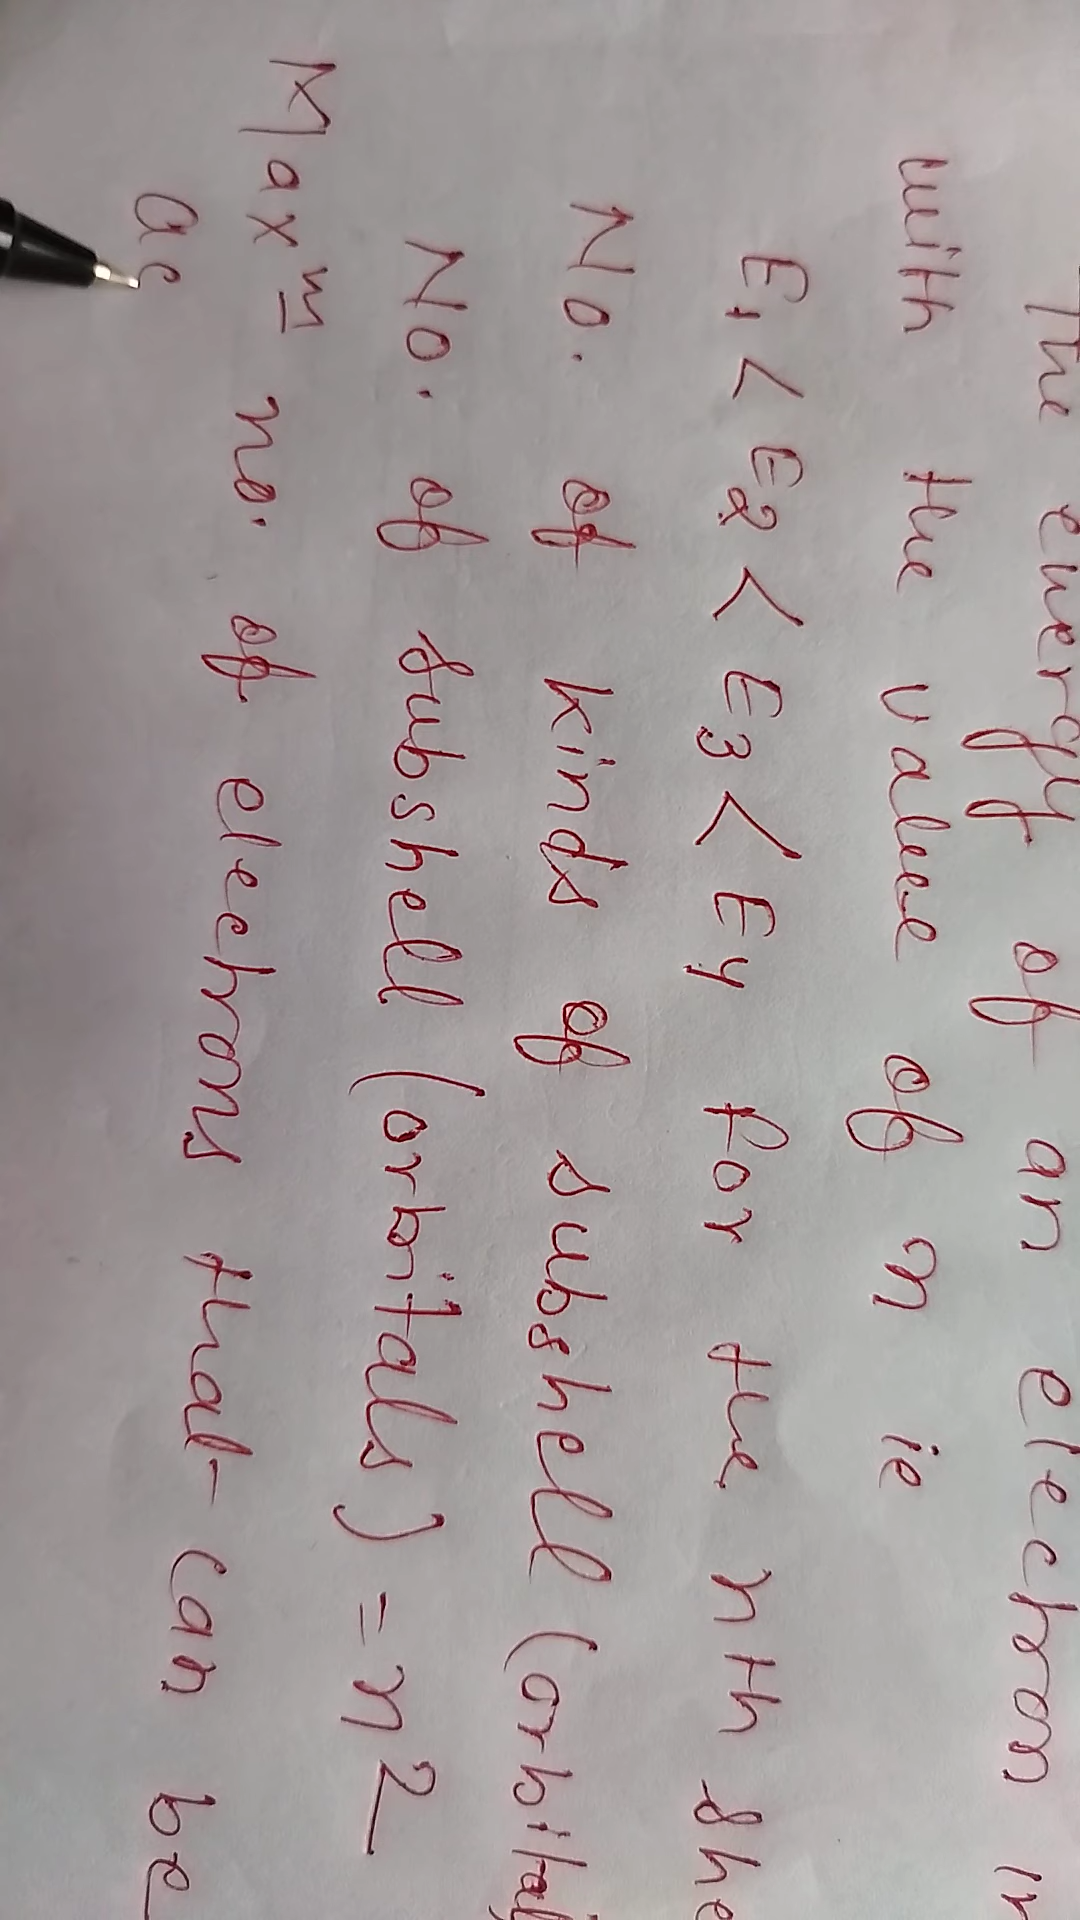 The energy of an electron in
with the value of n ie
E1 < E2 < E3 < E4 for the nth she
No. of kinds of subshell (orbital
No. of subshell (orbitals) = n2
Maxm no. of electrons that can be
ac